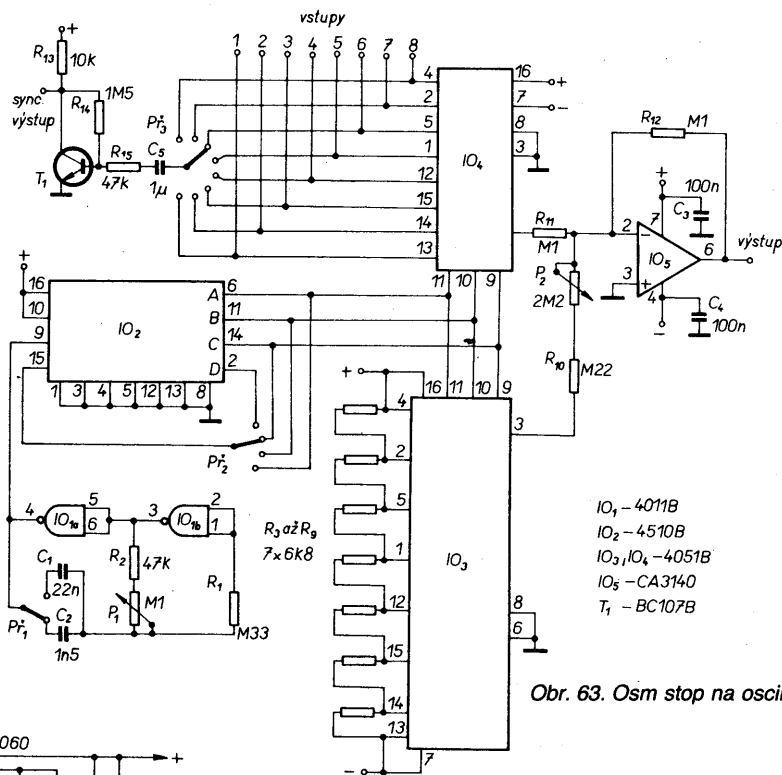 vstupy
1 2 3 4 5 6 7 8
+
R13
10k
sync.
výstup
R14
1M5
Př3
R15
47k
C5
1µ
T1
4
2
5
1
12
15
14
13
IO4
16
+
7
-
8
3
11 10 9
R11
M1
R12
M1
P2
2M2
R10
M22
2
-
3
+
7
+
6
4
-
IO5
C3
100n
C4
100n
výstup
+
16
10
9
15
IO2
A
6
B
11
C
14
D
2
1 3 4 5 12 13 8
Př2
4
IO1a
5
6
3
IO1b
2
1
C1
22n
C2
1n5
Př1
R2
47k
P1
M1
R1
M33
R3 až R9
7×6k8
+
16 11 10 9
4
2
5
1
12
15
14
13
IO3
3
8
6
7
-
IO1 - 4011B
IO2 - 4510B
IO3, IO4 - 4051B
IO5 - CA3140
T1 - BC107B
Obr. 63. Osm stop na oscil
060
+